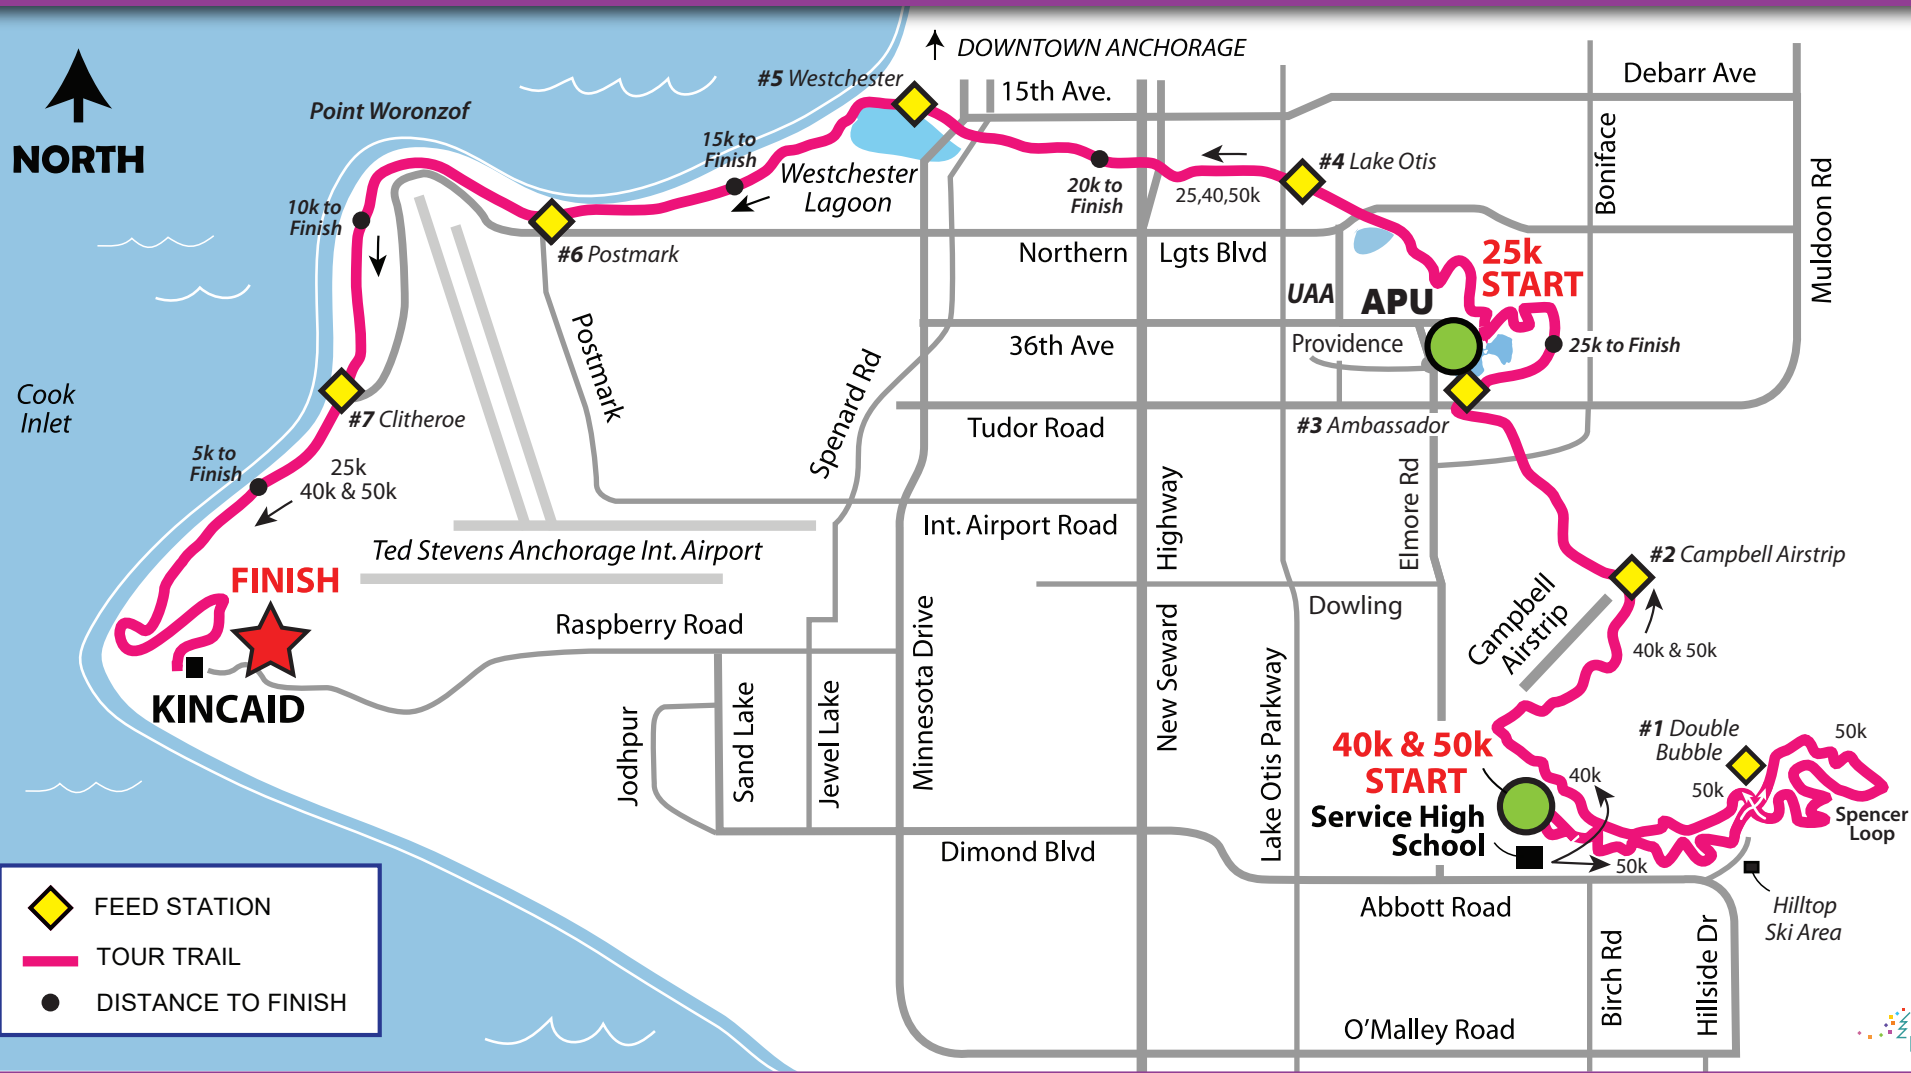 DOWNTOWN ANCHORAGE
NORTH
Point Woronzof
#5 Westchester
15th Ave.
Debarr Ave
15k to
Finish
Westchester
Lagoon
20k to
Finish
25,40,50k
#4 Lake Otis
Boniface
Muldoon Rd
10k to
Finish
#6 Postmark
Northern
Lgts Blvd
25k
START
UAA
APU
Postmark
36th Ave
Providence
25k to Finish
Spenard Rd
Cook
Inlet
#7 Clitheroe
Tudor Road
#3 Ambassador
5k to
Finish
25k
40k & 50k
Int. Airport Road
Highway
Elmore Rd
Ted Stevens Anchorage Int. Airport
#2 Campbell Airstrip
FINISH
Raspberry Road
Dowling
Campbell
Airstrip
40k & 50k
KINCAID
Jodhpur
Sand Lake
Jewel Lake
Minnesota Drive
New Seward
Lake Otis Parkway
40k & 50k
START
Service High
School
#1 Double
Bubble
50k
40k
50k
Spencer
Loop
50k
Dimond Blvd
Abbott Road
Hilltop
Ski Area
Birch Rd
Hillside Dr
O'Malley Road
FEED STATION
TOUR TRAIL
DISTANCE TO FINISH